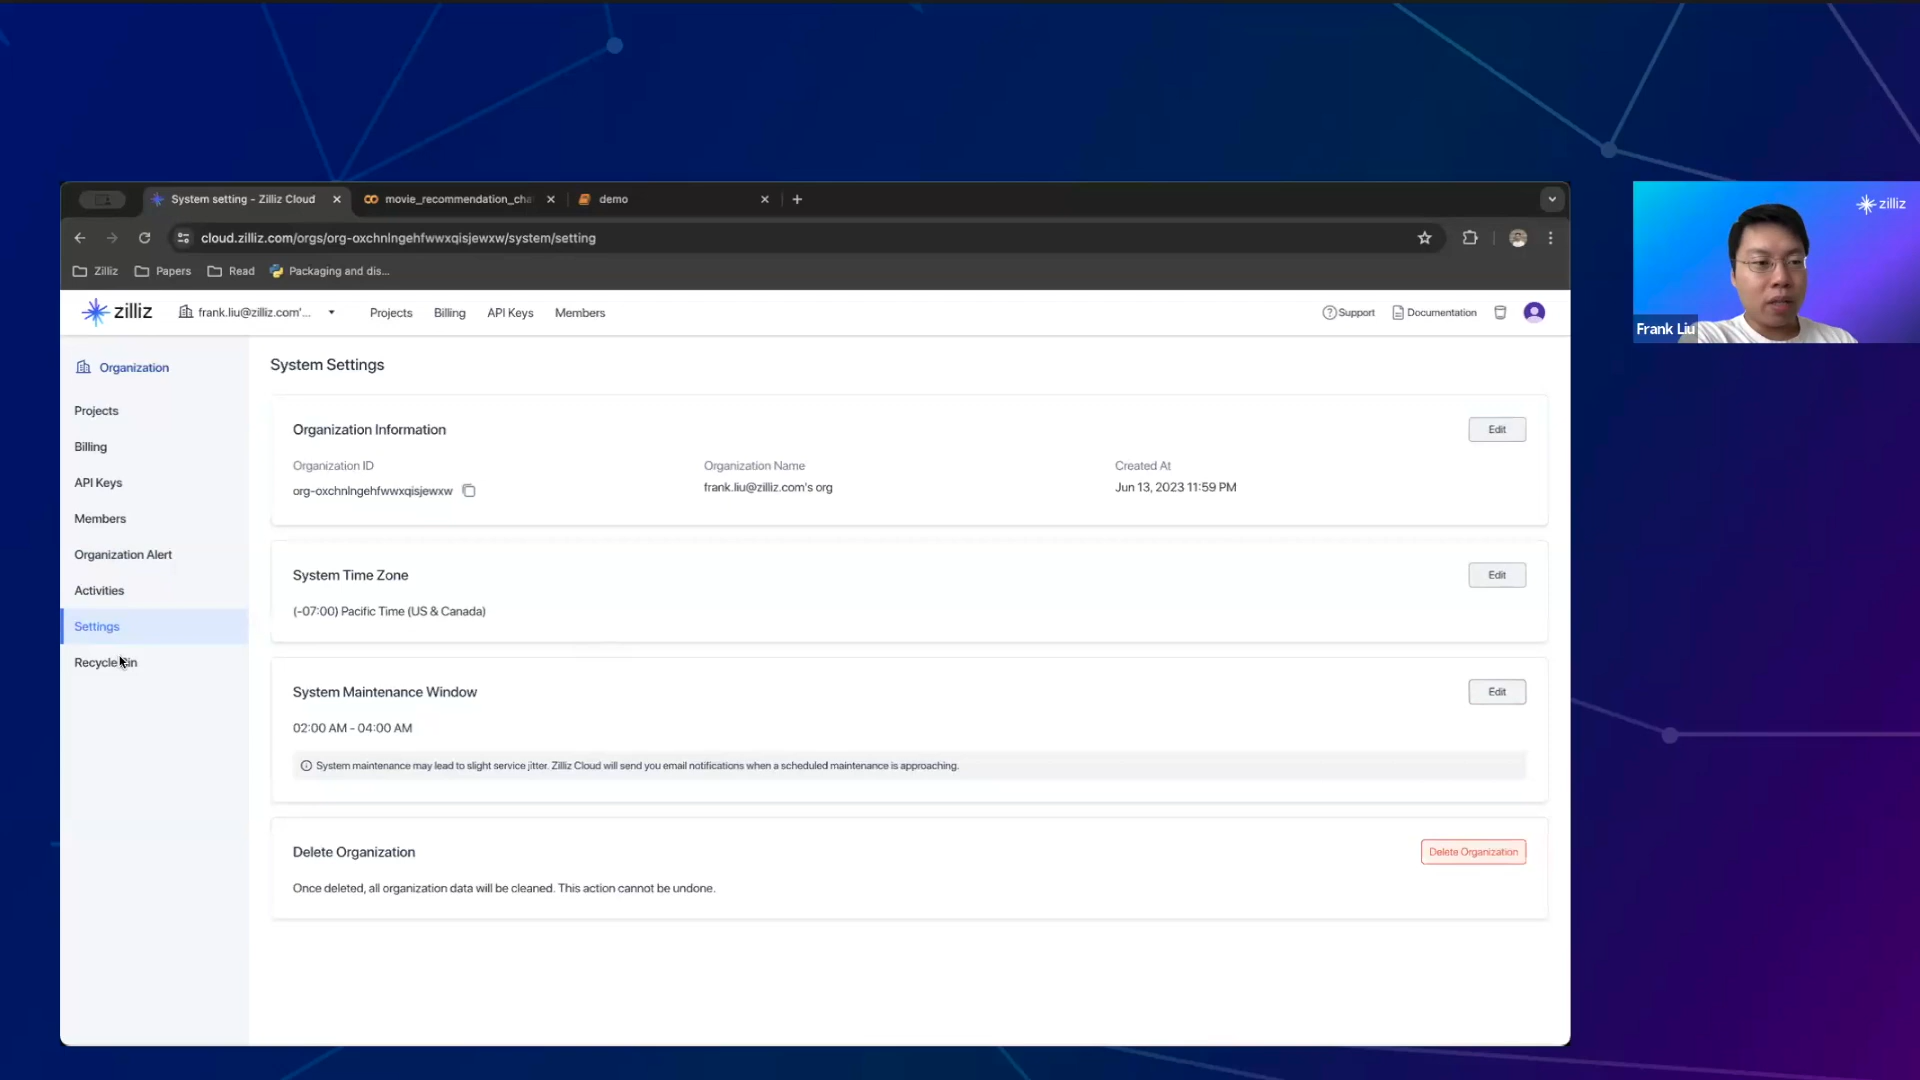 System setting - Zilliz Cloud
movie_recommendation_cha
demo
cloud.zilliz.com/orgs/org-oxchnlngehfwwxqisjewxw/system/setting
Zilliz
Papers
Read
Packaging and dis...
zilliz
frank.liu@zilliz.com'...
Projects
Billing
API Keys
Members
Support
Documentation
zilliz
Frank Liu
Organization
Projects
Billing
API Keys
Members
Organization Alert
Activities
Settings
Recycle
System Settings
Organization Information
Edit
Organization ID
Organization Name
Created At
org-oxchnlngehfwwxqisjewxw
frank.liu@zilliz.com's org
Jun 13, 2023 11:59 PM
System Time Zone
Edit
(-07:00) Pacific Time (US & Canada)
System Maintenance Window
Edit
02:00 AM - 04:00 AM
System maintenance may lead to slight service jitter. Zilliz Cloud will send you email notifications when a scheduled maintenance is approaching.
Delete Organization
Delete Organization
Once deleted, all organization data will be cleaned. This action cannot be undone.